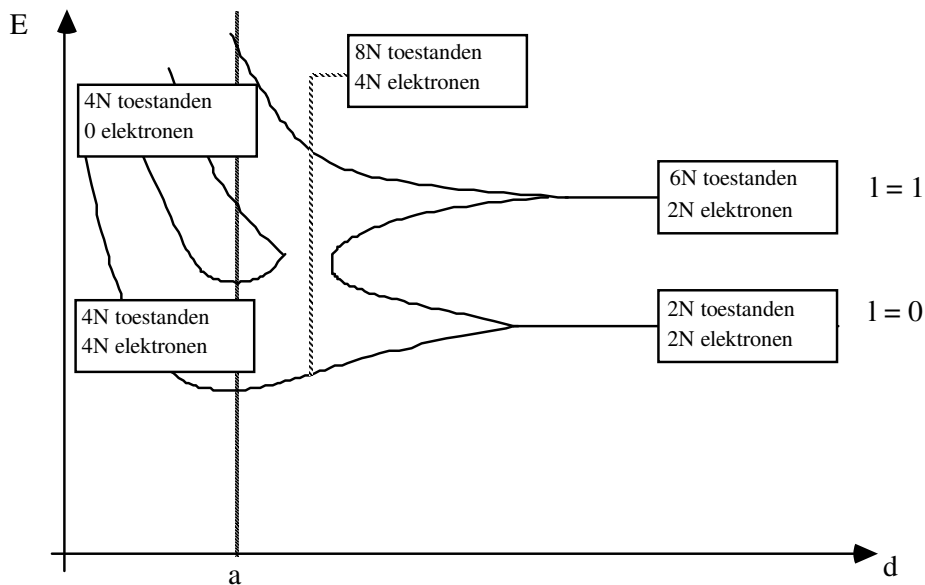 E
8N toestanden
4N elektronen
4N toestanden
0 elektronen
6N toestanden
2N elektronen
l = 1
4N toestanden
4N elektronen
2N toestanden
2N elektronen
l = 0
a
d